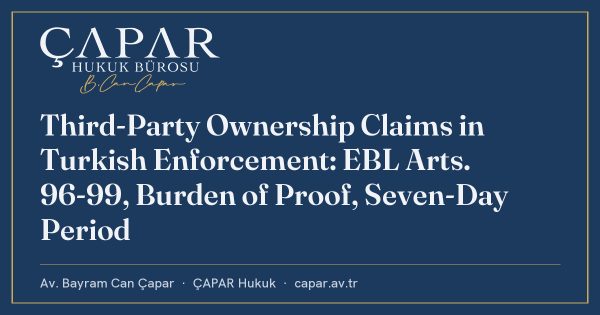 ÇAPAR
HUKUK BÜROSU
B. Can Çapar
Third-Party Ownership Claims in
Turkish Enforcement: EBL Arts.
96-99, Burden of Proof, Seven-Day
Period
Av. Bayram Can Çapar · ÇAPAR Hukuk · capar.av.tr